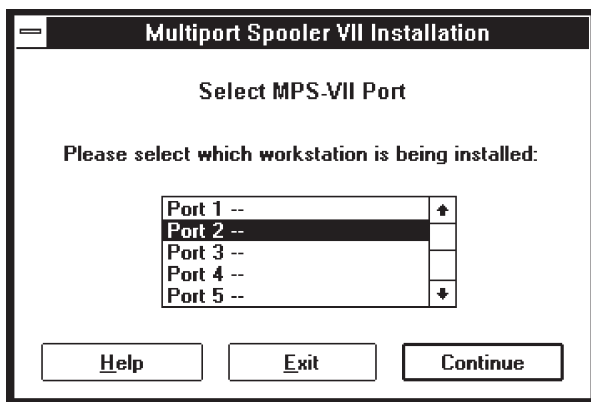 Multiport Spooler VII Installation
Select MPS-VII Port
Please select which workstation is being installed:
Port 1 --
Port 2 --
Port 3 --
Port 4 --
Port 5 --
Help Exit Continue